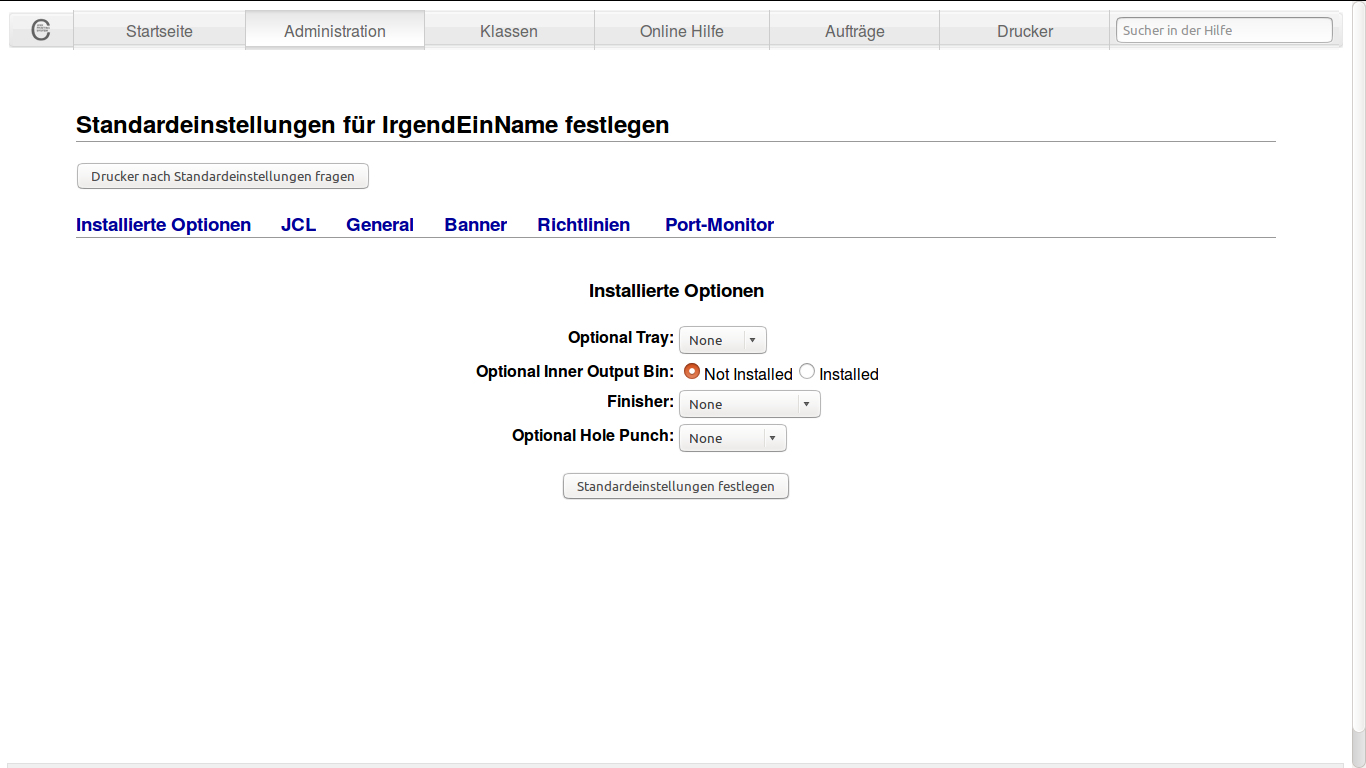 Startseite Administration Klassen Online Hilfe Aufträge Drucker Sucher in der Hilfe
Standardeinstellungen für IrgendEinName festlegen
Drucker nach Standardeinstellungen fragen
Installierte Optionen JCL General Banner Richtlinien Port-Monitor
Installierte Optionen
Optional Tray: None
Optional Inner Output Bin: Not Installed Installed
Finisher: None
Optional Hole Punch: None
Standardeinstellungen festlegen